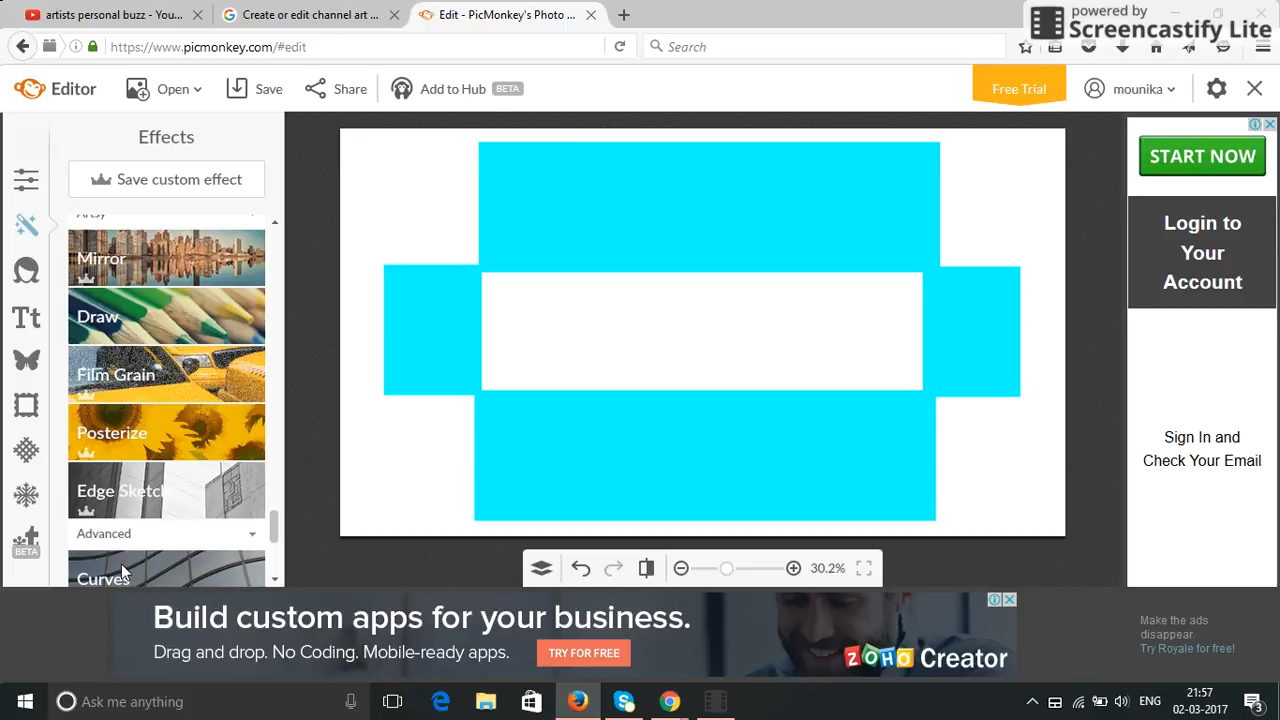 artists personal buzz - You...
Create or edit channel art ...
Edit - PicMonkey's Photo ...
powered by
Screencastify Lite
https://www.picmonkey.com/#edit
Search
Editor
Open
Save
Share
Add to Hub BETA
Free Trial
mounika
Effects
Save custom effect
Artsy
Mirror
Draw
Film Grain
Posterize
Edge Sketch
Advanced
Curves
Tt
BETA
30.2%
START NOW
Login to
Your
Account
Sign In and
Check Your Email
Build custom apps for your business.
Drag and drop. No Coding. Mobile-ready apps.
TRY FOR FREE
ZOHO Creator
Make the ads
disappear.
Try Royale for free!
Ask me anything
ENG
21:57
02-03-2017
3